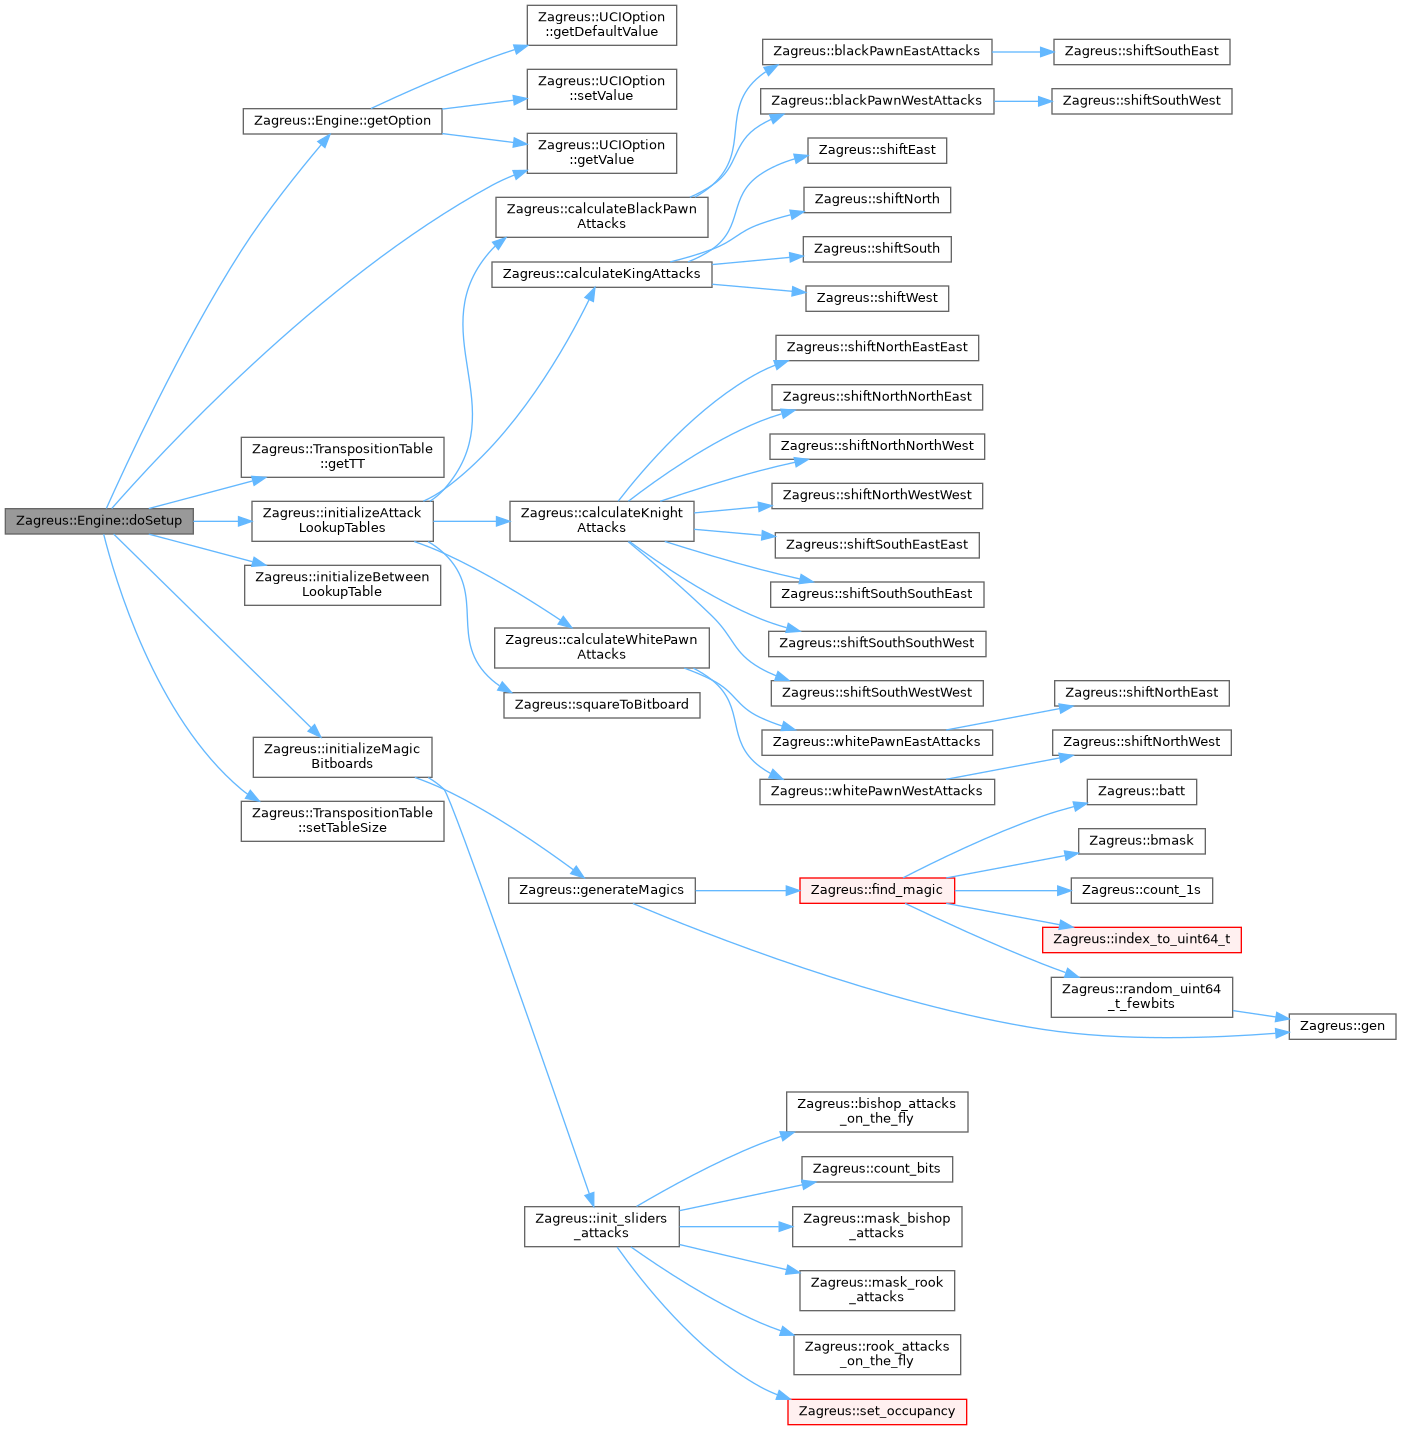 Zagreus::Engine::doSetup
Zagreus::Engine::getOption
Zagreus::UCIOption
::getDefaultValue
Zagreus::UCIOption
::setValue
Zagreus::UCIOption
::getValue
Zagreus::TranspositionTable
::getTT
Zagreus::initializeAttack
LookupTables
Zagreus::initializeBetween
LookupTable
Zagreus::initializeMagic
Bitboards
Zagreus::TranspositionTable
::setTableSize
Zagreus::calculateBlackPawn
Attacks
Zagreus::calculateKingAttacks
Zagreus::calculateKnight
Attacks
Zagreus::calculateWhitePawn
Attacks
Zagreus::squareToBitboard
Zagreus::generateMagics
Zagreus::init_sliders
_attacks
Zagreus::blackPawnEastAttacks
Zagreus::blackPawnWestAttacks
Zagreus::shiftSouthEast
Zagreus::shiftSouthWest
Zagreus::shiftEast
Zagreus::shiftNorth
Zagreus::shiftSouth
Zagreus::shiftWest
Zagreus::shiftNorthEastEast
Zagreus::shiftNorthNorthEast
Zagreus::shiftNorthNorthWest
Zagreus::shiftNorthWestWest
Zagreus::shiftSouthEastEast
Zagreus::shiftSouthSouthEast
Zagreus::shiftSouthSouthWest
Zagreus::shiftSouthWestWest
Zagreus::whitePawnEastAttacks
Zagreus::whitePawnWestAttacks
Zagreus::shiftNorthEast
Zagreus::shiftNorthWest
Zagreus::find_magic
Zagreus::batt
Zagreus::bmask
Zagreus::count_1s
Zagreus::index_to_uint64_t
Zagreus::random_uint64
_t_fewbits
Zagreus::gen
Zagreus::bishop_attacks
_on_the_fly
Zagreus::count_bits
Zagreus::mask_bishop
_attacks
Zagreus::mask_rook
_attacks
Zagreus::rook_attacks
_on_the_fly
Zagreus::set_occupancy